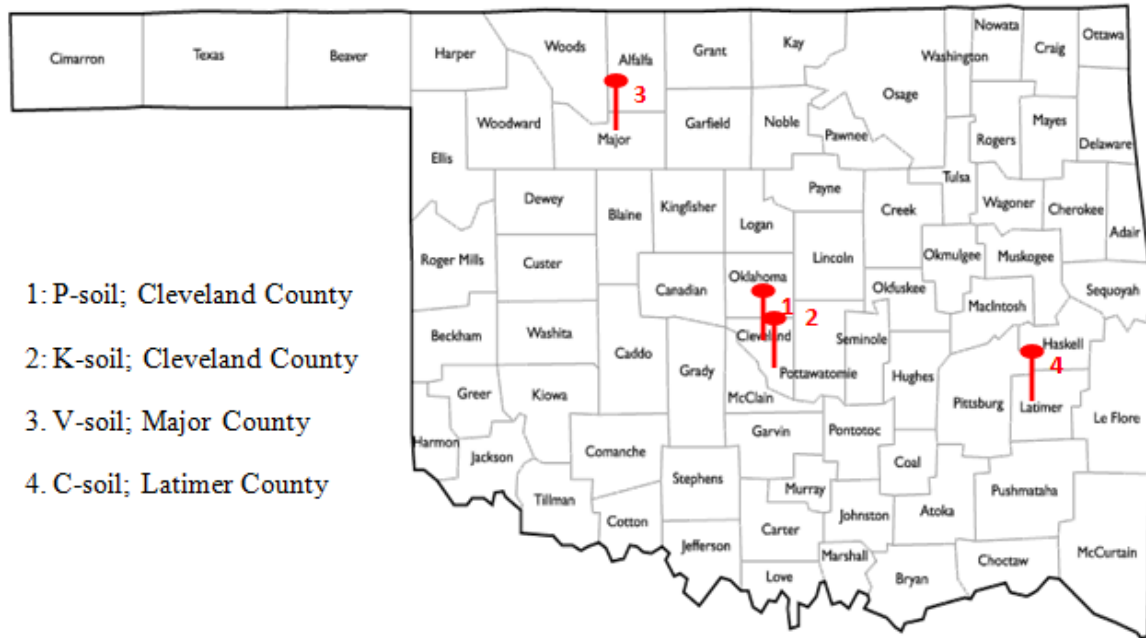 Cimarron
Texas
Beaver
Harper
Woods
Alfalfa
Grant
Kay
Osage
Washington
Nowata
Craig
Ottawa
3
Woodward
Major
Garfield
Noble
Pawnee
Rogers
Mayes
Delaware
Ellis
Dewey
Blaine
Kingfisher
Logan
Payne
Creek
Tulsa
Wagoner
Cherokee
Adair
Roger Mills
Custer
Canadian
Oklahoma
Lincoln
Okfuskee
Okmulgee
Muskogee
MacIntosh
Sequoyah
1
2
Beckham
Washita
Caddo
Grady
Cleveland
Pottawatomie
Seminole
Hughes
Pittsburg
Haskell
4
Latimer
Le Flore
Greer
Kiowa
McClain
Harmon
Jackson
Comanche
Garvin
Pontotoc
Coal
Tillman
Stephens
Murray
Johnston
Atoka
Pushmataha
Cotton
Jefferson
Carter
Love
Marshall
Bryan
Choctaw
McCurtain
1: P-soil; Cleveland County
2: K-soil; Cleveland County
3. V-soil; Major County
4. C-soil; Latimer County